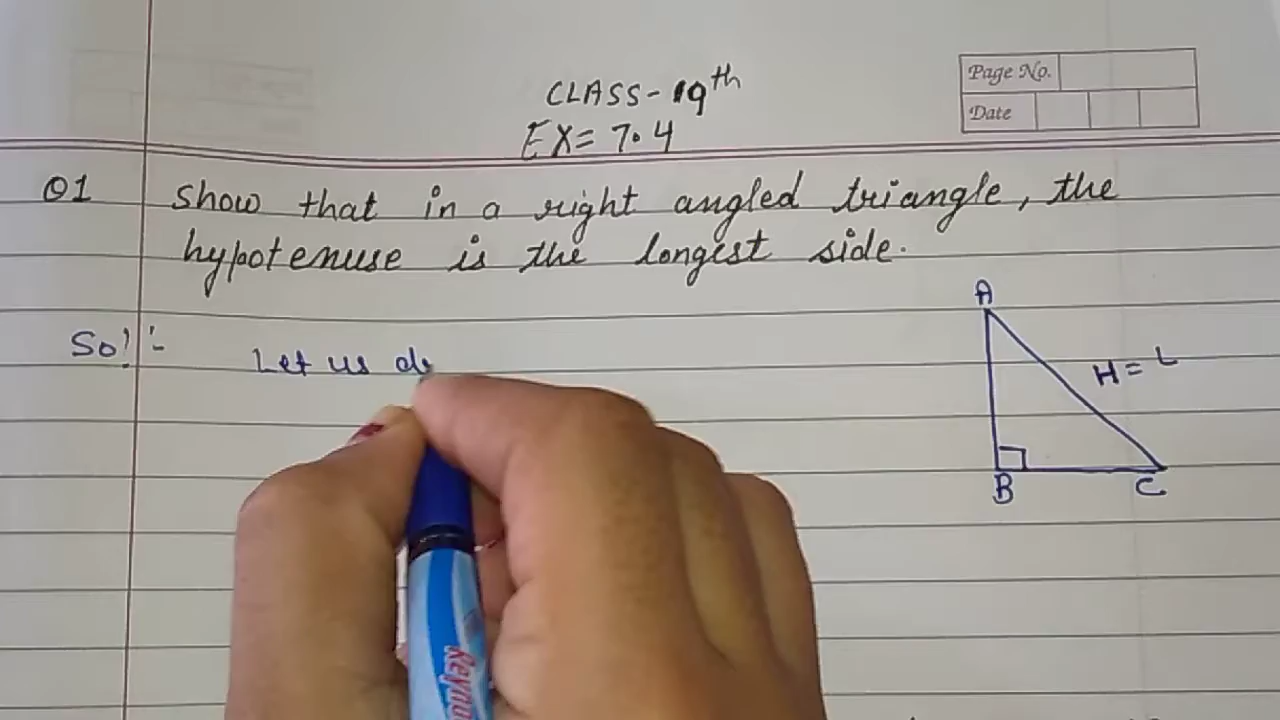 CLASS-9th
EX= 7.4
Page No.
Date
Q1 Show that in a right angled triangle, the
hypotenuse is the longest side.
A
H = L
B
C
Sol:- Let us d